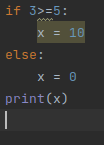 if 3>=5:
    x = 10
else:
    x = 0
print(x)